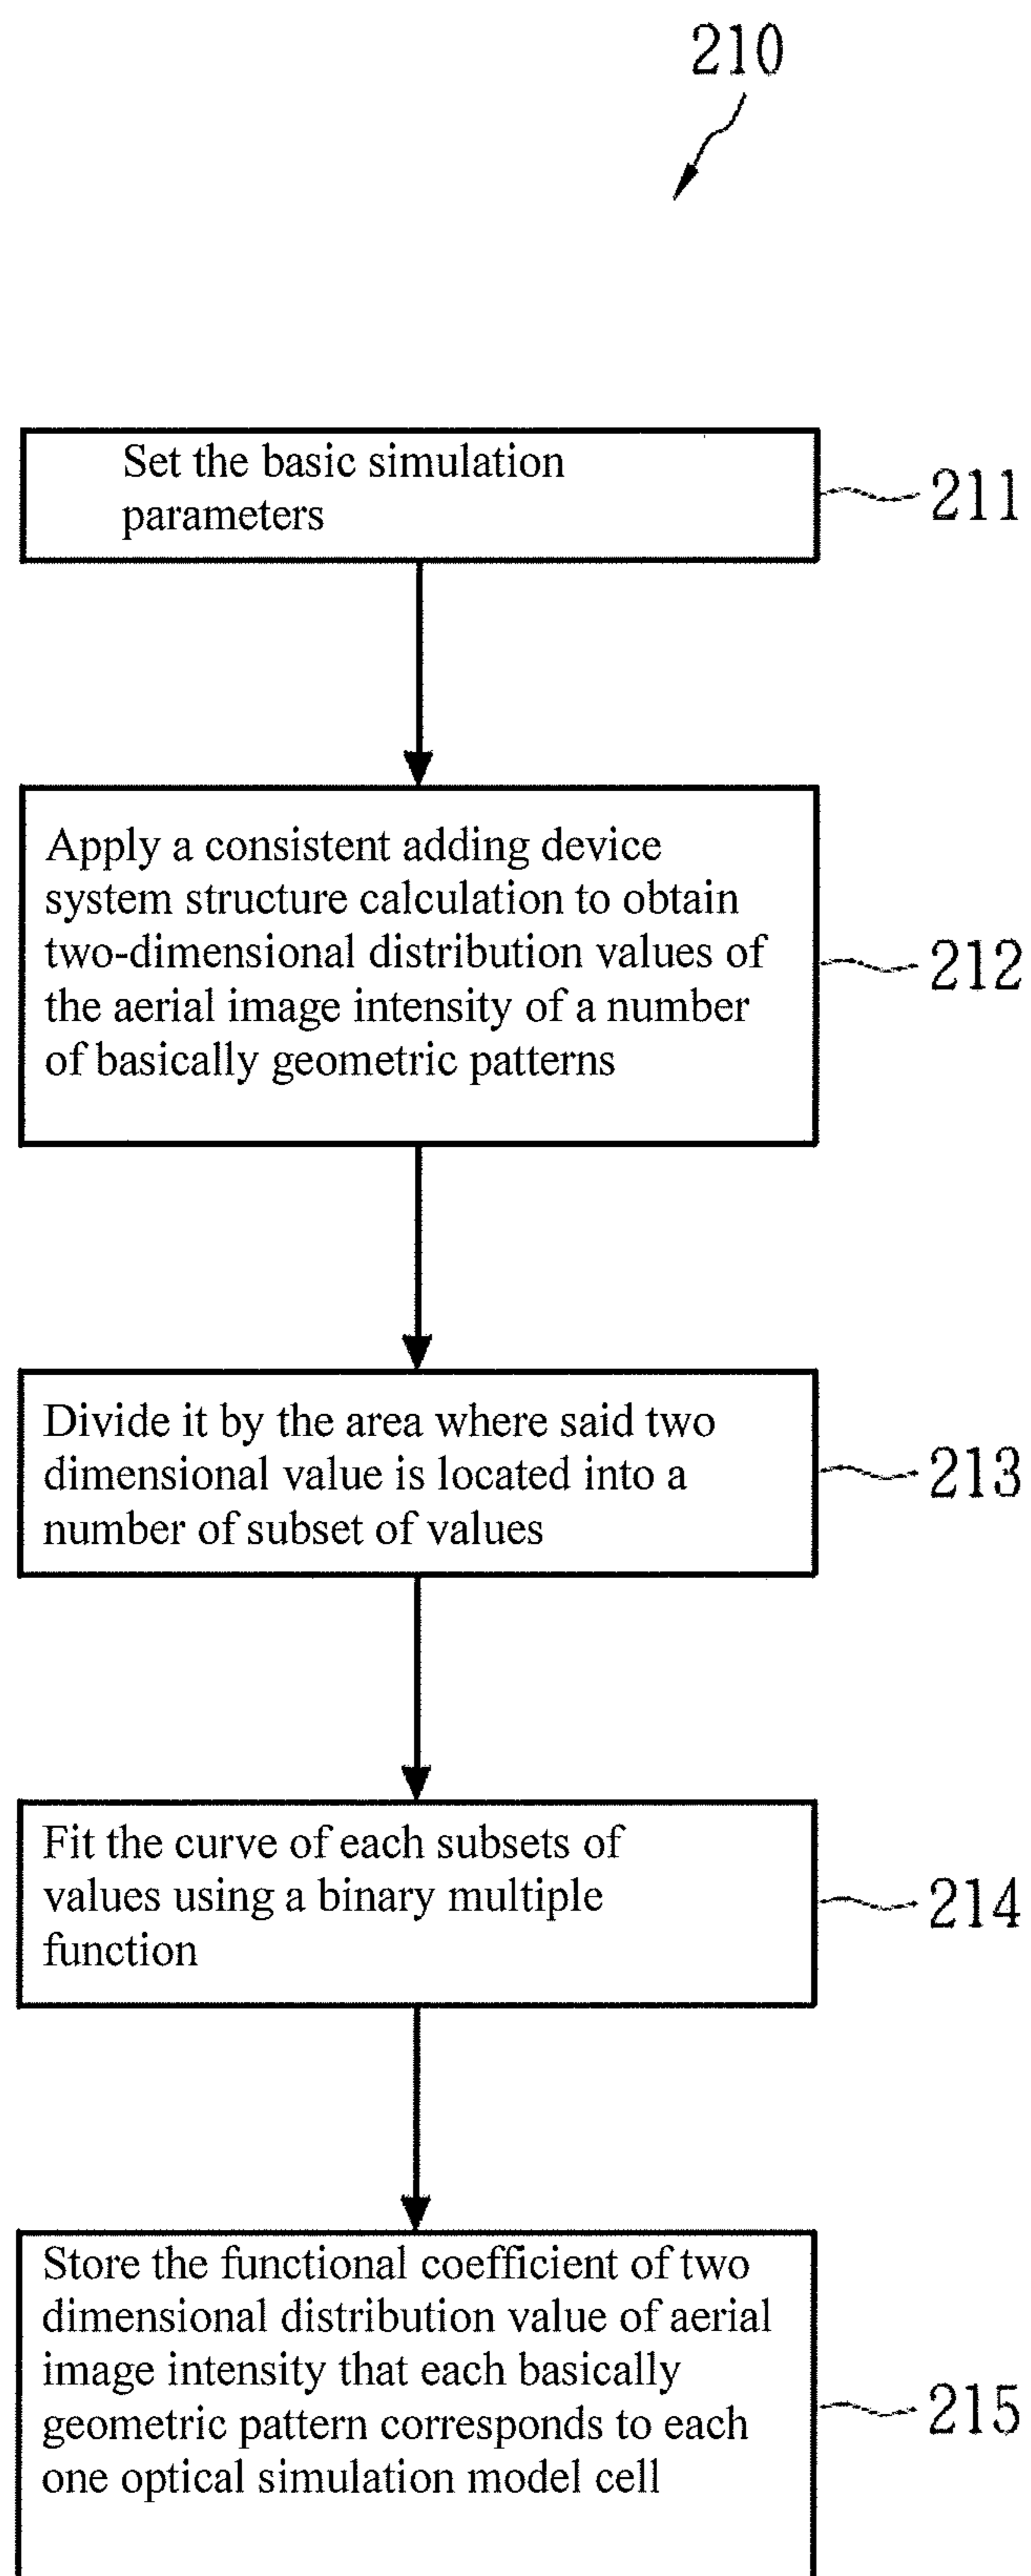 210
Set the basic simulation
parameters
211
Apply a consistent adding device
system structure calculation to obtain
two-dimensional distribution values of
the aerial image intensity of a number
of basically geometric patterns
212
Divide it by the area where said two
dimensional value is located into a
number of subset of values
213
Fit the curve of each subsets of
values using a binary multiple
function
214
Store the functional coefficient of two
dimensional distribution value of aerial
image intensity that each basically
geometric pattern corresponds to each
one optical simulation model cell
215